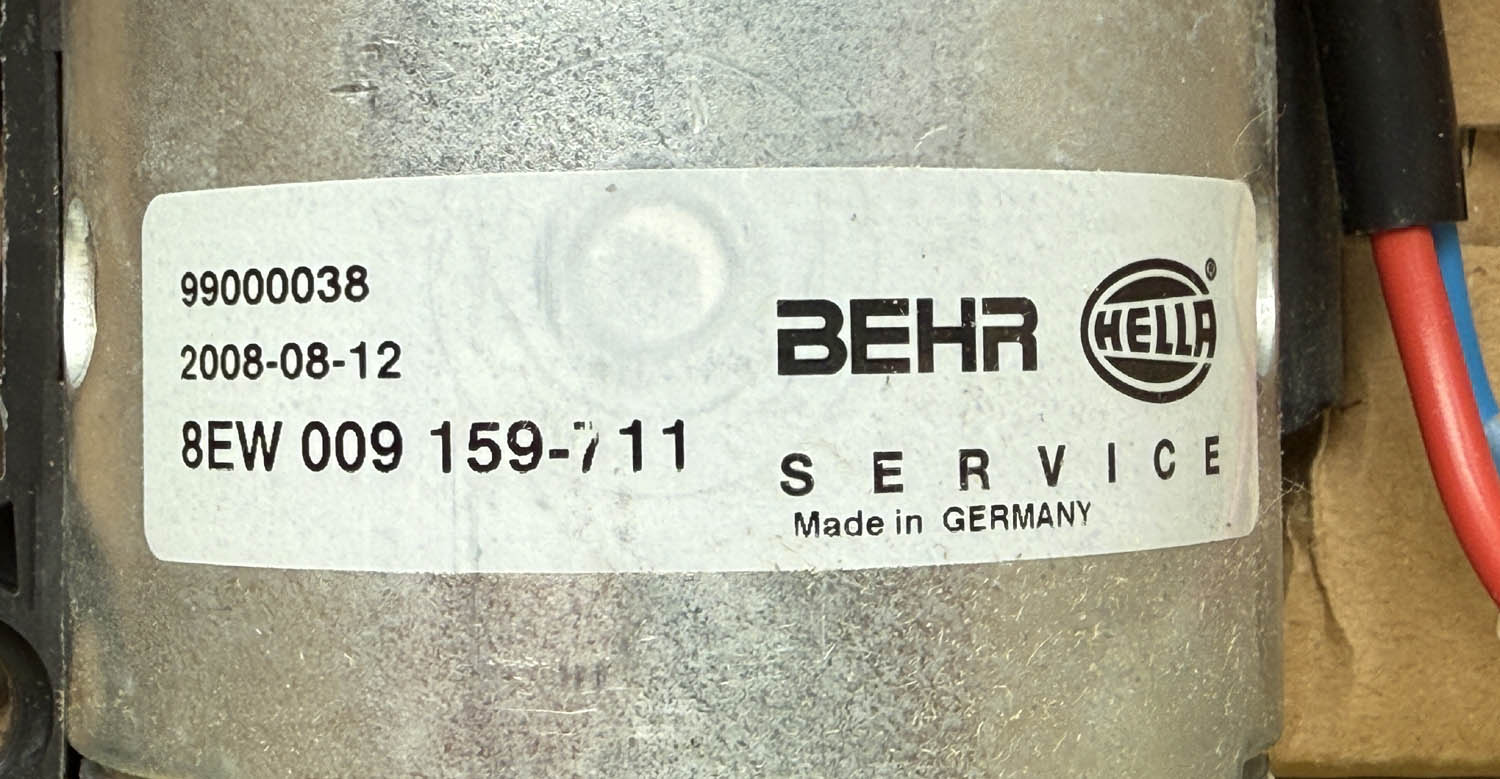 99000038
2008-08-12
8EW 009 159-711
BEHR HELLA®
SERVICE
Made in GERMANY